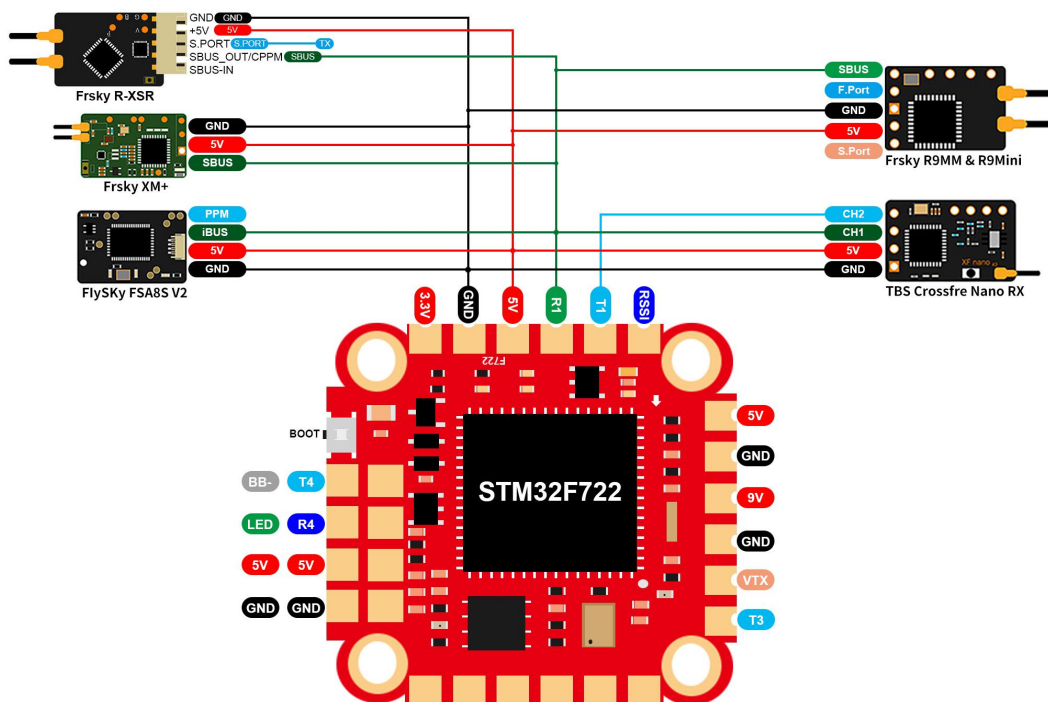 GND GND
+5V 5V
S.PORT S.PORT TX
SBUS_OUT/CPPM SBUS
SBUS-IN
Frsky R-XSR
GND
5V
SBUS
Frsky XM+
PPM
iBUS
5V
GND
FlySKy FSA8S V2
SBUS
F.Port
GND
5V
S.Port
Frsky R9MM & R9Mini
CH2
CH1
5V
GND
XF nano
TBS Crossfre Nano RX
3.3V GND 5V R1 T1 RSSI
F722
BOOT
BB- T4
LED R4
5V 5V
GND GND
STM32F722
5V
GND
9V
GND
VTX
T3